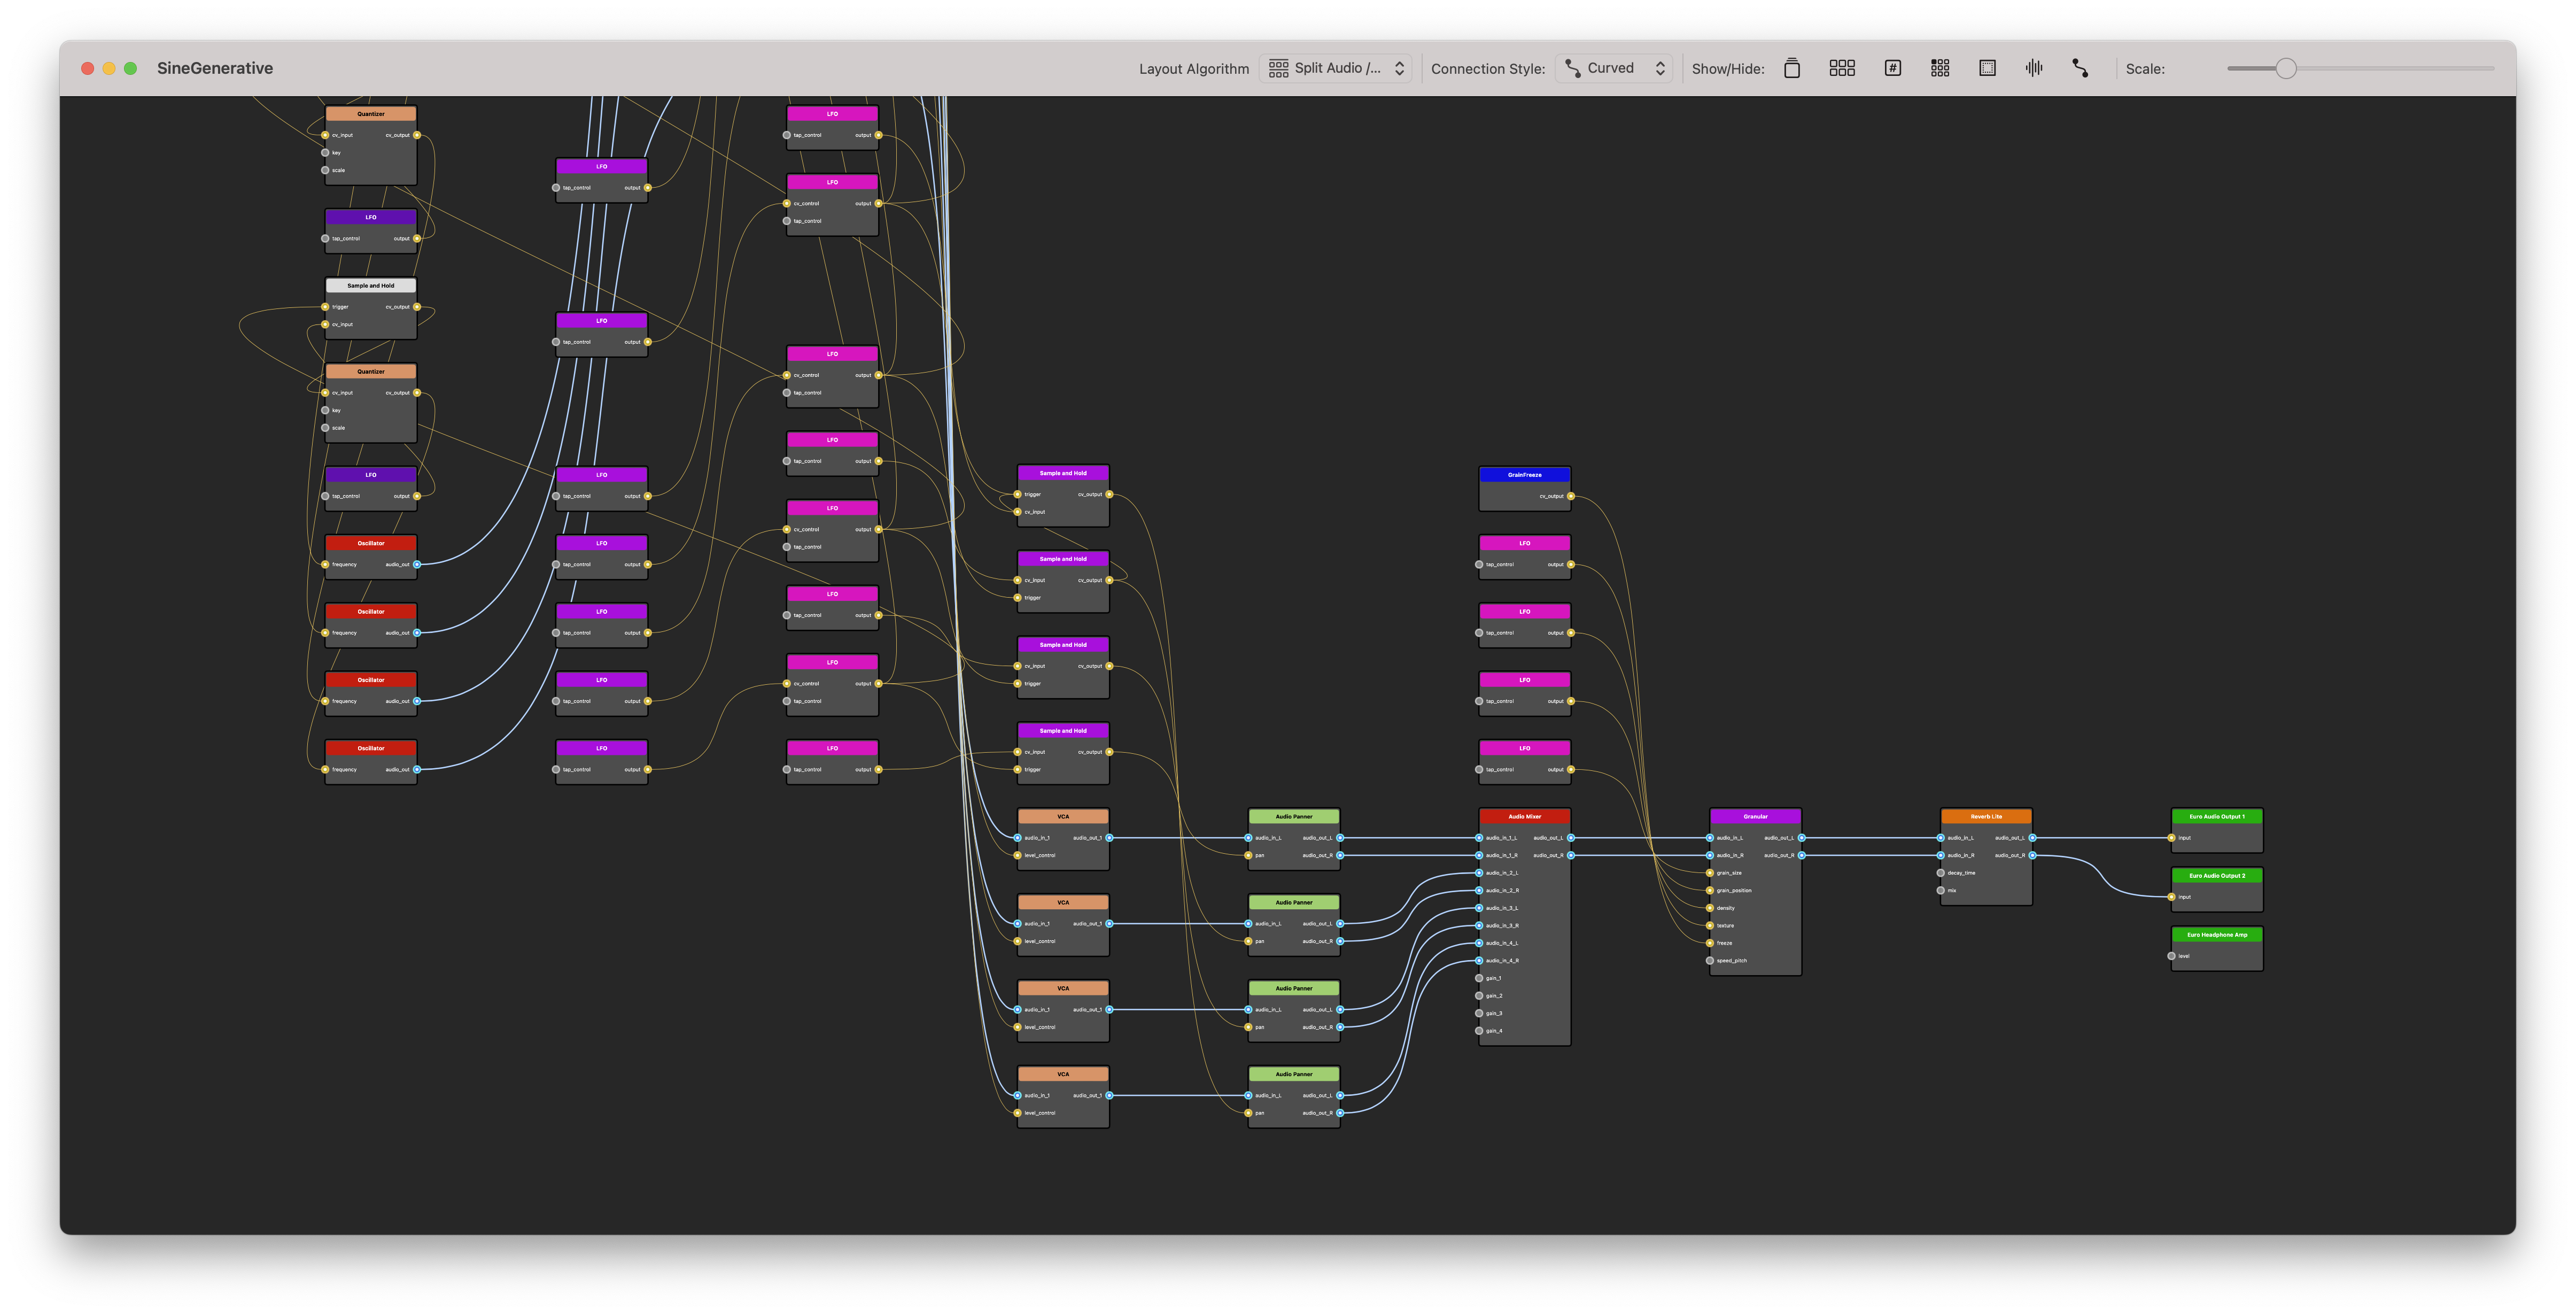 SineGenerative
Layout Algorithm Split Audio /... Connection Style: Curved Show/Hide: Scale:
Quantizer
cv_input cv_output
key
scale
LFO
tap_control output
Sample and Hold
trigger cv_output
cv_input
Quantizer
cv_input cv_output
key
scale
LFO
tap_control output
Oscillator
frequency audio_out
Oscillator
frequency audio_out
Oscillator
frequency audio_out
Oscillator
frequency audio_out
LFO
tap_control output
LFO
tap_control output
LFO
tap_control output
LFO
tap_control output
LFO
tap_control output
LFO
tap_control output
LFO
tap_control output
LFO
tap_control output
LFO
cv_control output
tap_control
LFO
cv_control output
tap_control
LFO
tap_control output
LFO
cv_control output
tap_control
LFO
tap_control output
LFO
cv_control output
tap_control
LFO
tap_control output
Sample and Hold
trigger cv_output
cv_input
Sample and Hold
cv_input cv_output
trigger
Sample and Hold
cv_input cv_output
trigger
Sample and Hold
cv_input cv_output
trigger
VCA
audio_in_1 audio_out_1
level_control
VCA
audio_in_1 audio_out_1
level_control
VCA
audio_in_1 audio_out_1
level_control
VCA
audio_in_1 audio_out_1
level_control
Audio Panner
audio_in_L audio_out_L
pan audio_out_R
Audio Panner
audio_in_L audio_out_L
pan audio_out_R
Audio Panner
audio_in_L audio_out_L
pan audio_out_R
Audio Panner
audio_in_L audio_out_L
pan audio_out_R
GrainFreeze
cv_output
LFO
tap_control output
LFO
tap_control output
LFO
tap_control output
LFO
tap_control output
Audio Mixer
audio_in_1_L audio_out_L
audio_in_1_R audio_out_R
audio_in_2_L
audio_in_2_R
audio_in_3_L
audio_in_3_R
audio_in_4_L
audio_in_4_R
gain_1
gain_2
gain_3
gain_4
Granular
audio_in_L audio_out_L
audio_in_R audio_out_R
grain_size
grain_position
density
texture
freeze
speed_pitch
Reverb Lite
audio_in_L audio_out_L
audio_in_R audio_out_R
decay_time
mix
Euro Audio Output 1
input
Euro Audio Output 2
input
Euro Headphone Amp
level